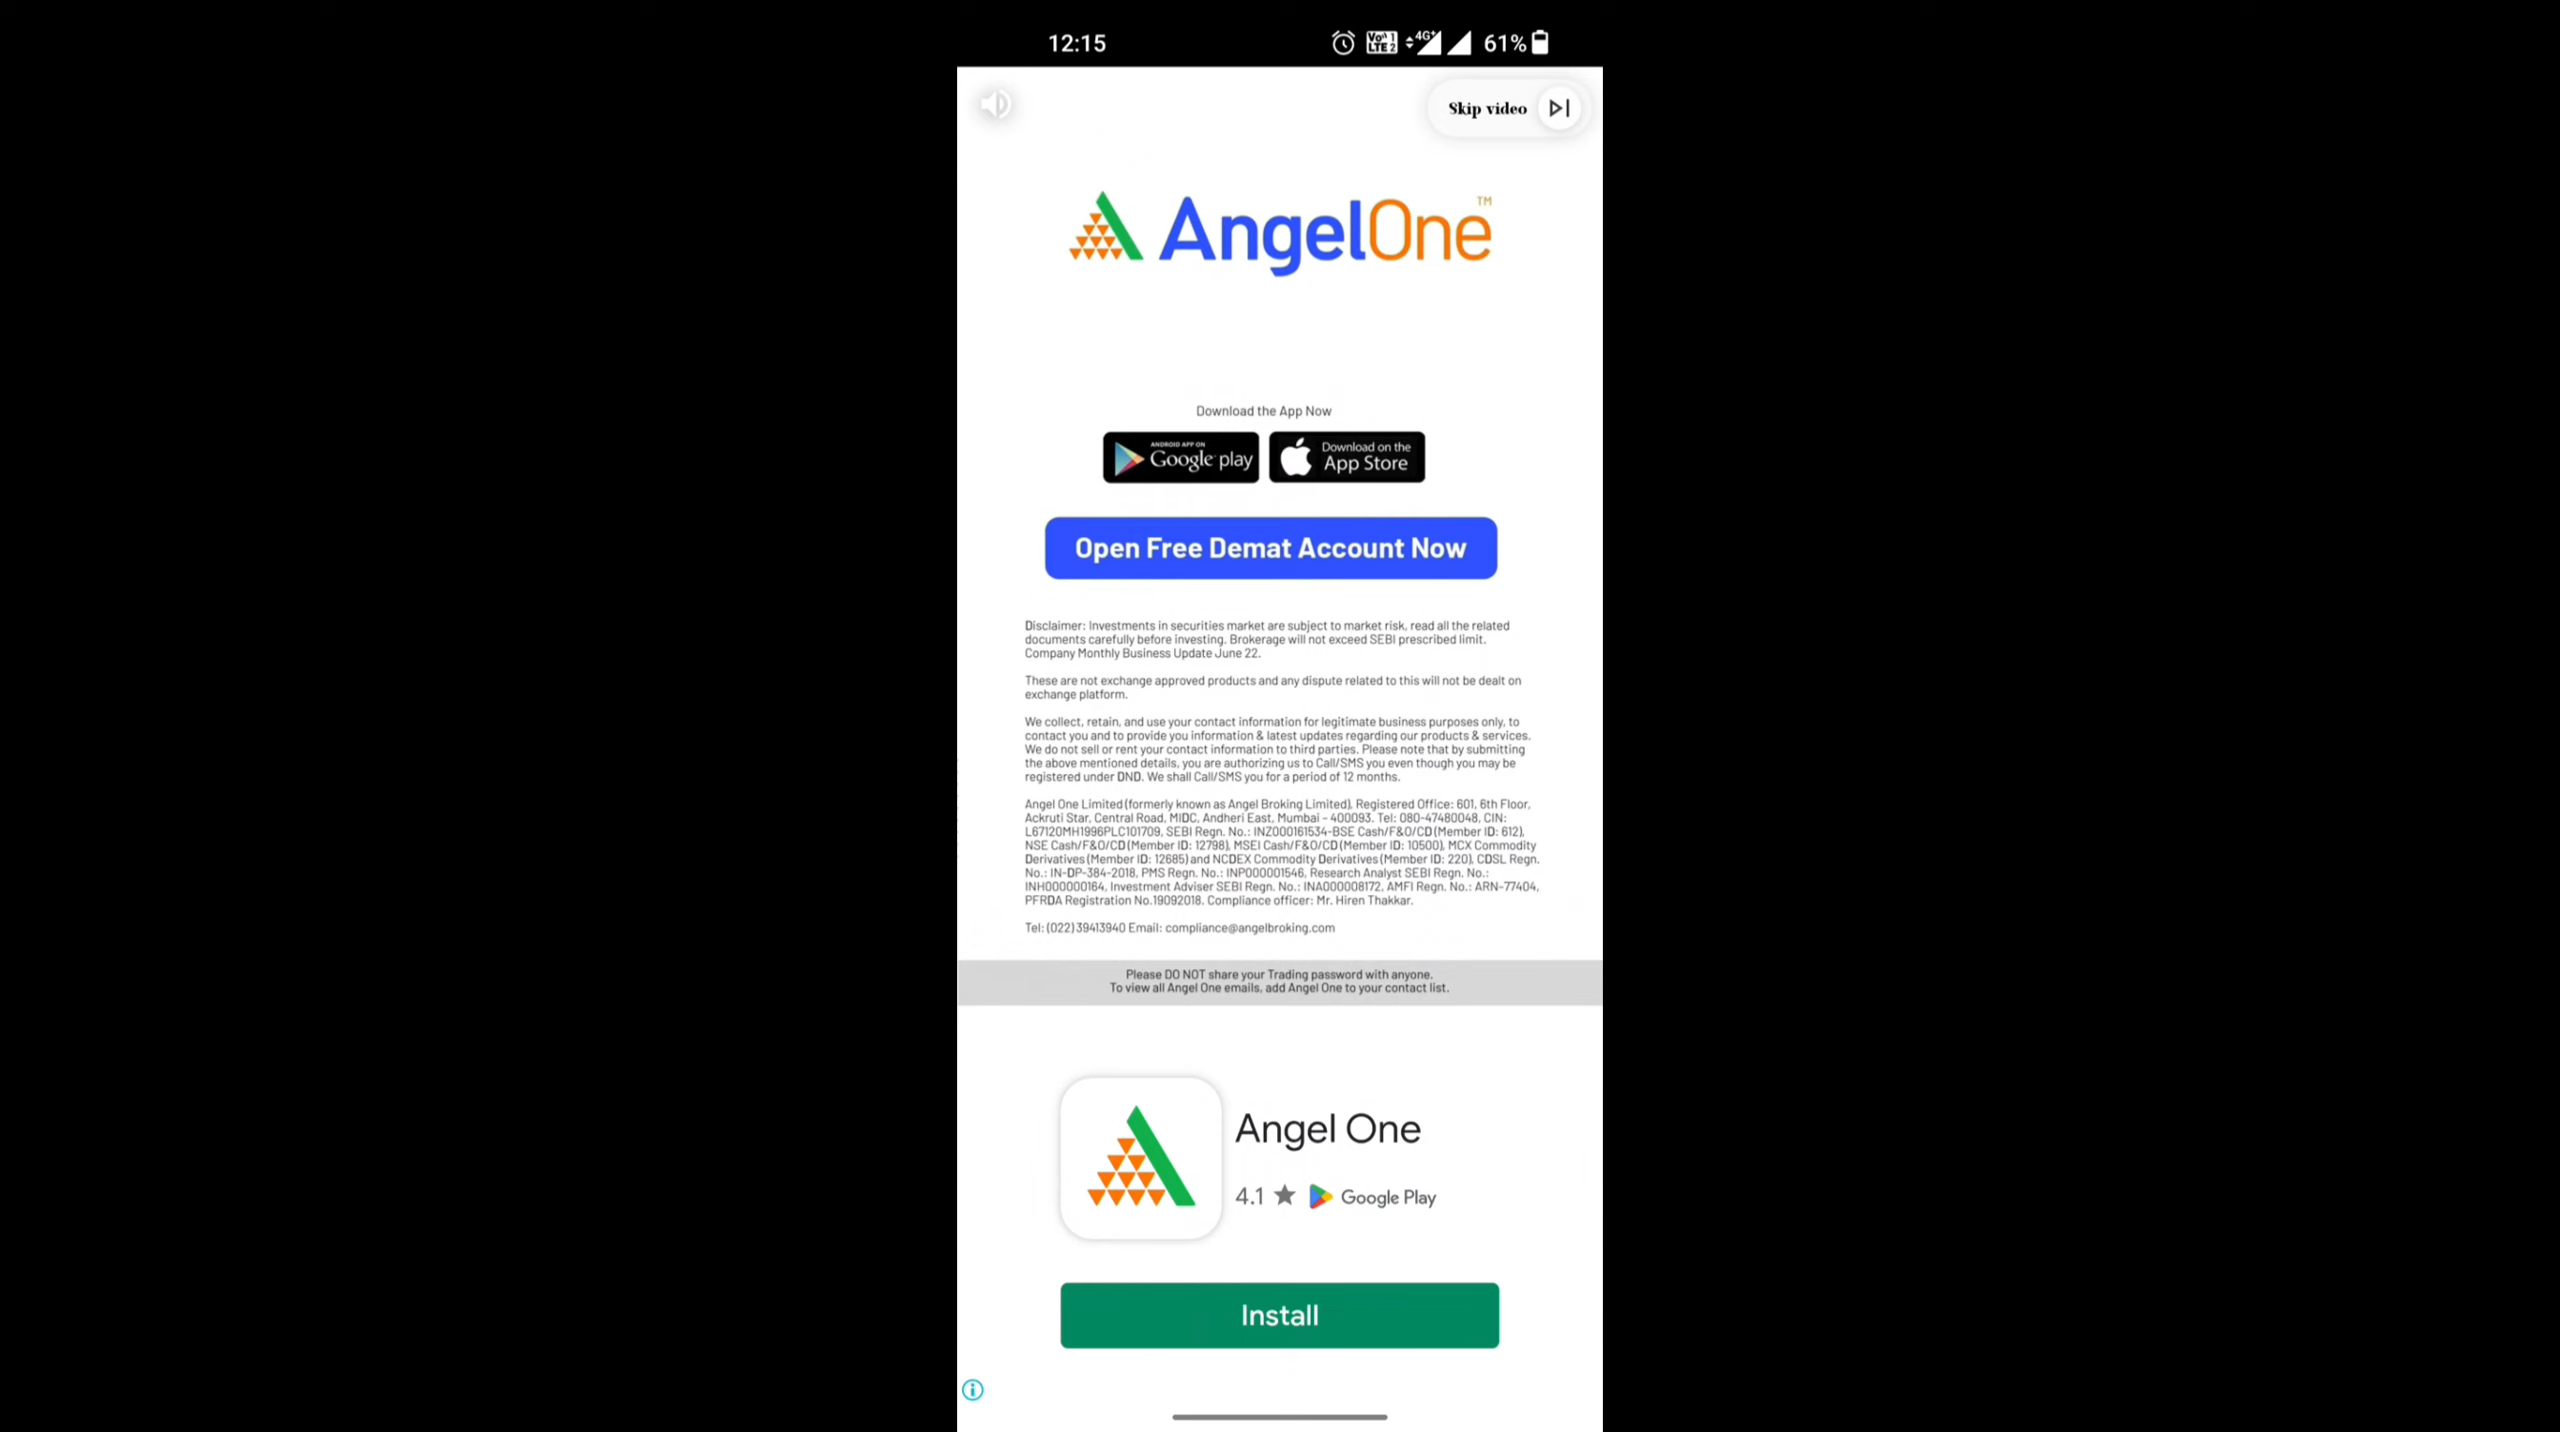 12:15
Vo)) 1
LTE 2
4G+
61%
Skip video
AngelOne™
Download the App Now
ANDROID APP ON
Google play
Download on the
App Store
Open Free Demat Account Now
Disclaimer: Investments in securities market are subject to market risk, read all the related
documents carefully before investing. Brokerage will not exceed SEBI prescribed limit.
Company Monthly Business Update June 22.
These are not exchange approved products and any dispute related to this will not be dealt on
exchange platform.
We collect, retain, and use your contact information for legitimate business purposes only, to
contact you and to provide you information & latest updates regarding our products & services.
We do not sell or rent your contact information to third parties. Please note that by submitting
the above mentioned details, you are authorizing us to Call/SMS you even though you may be
registered under DND. We shall Call/SMS you for a period of 12 months.
Angel One Limited (formerly known as Angel Broking Limited), Registered Office: 601, 6th Floor,
Ackruti Star, Central Road, MIDC, Andheri East, Mumbai - 400093. Tel: 080-47480048, CIN:
L67120MH1996PLC101709, SEBI Regn. No.: INZ000161534-BSE Cash/F&O/CD (Member ID: 612),
NSE Cash/F&O/CD (Member ID: 12798), MSEI Cash/F&O/CD (Member ID: 10500), MCX Commodity
Derivatives (Member ID: 12685) and NCDEX Commodity Derivatives (Member ID: 220), CDSL Regn.
No.: IN-DP-384-2018, PMS Regn. No.: INP000001546, Research Analyst SEBI Regn. No.:
INH000000164, Investment Adviser SEBI Regn. No.: INA000008172, AMFI Regn. No.: ARN-77404,
PFRDA Registration No.19092018. Compliance officer: Mr. Hiren Thakkar.
Tel: (022) 39413940 Email: compliance@angelbroking.com
Please DO NOT share your Trading password with anyone.
To view all Angel One emails, add Angel One to your contact list.
Angel One
4.1 ★ Google Play
Install